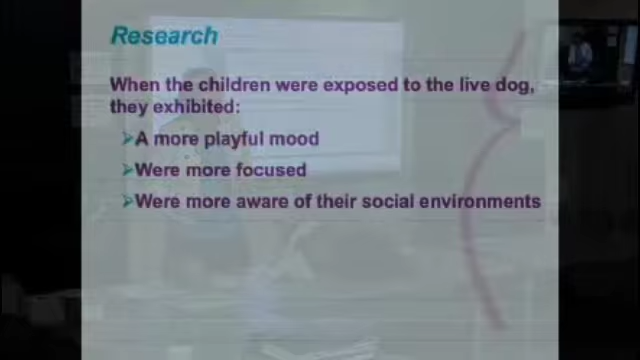 Research
When the children were exposed to the live dog,
they exhibited:
➢A more playful mood
➢Were more focused
➢Were more aware of their social environments